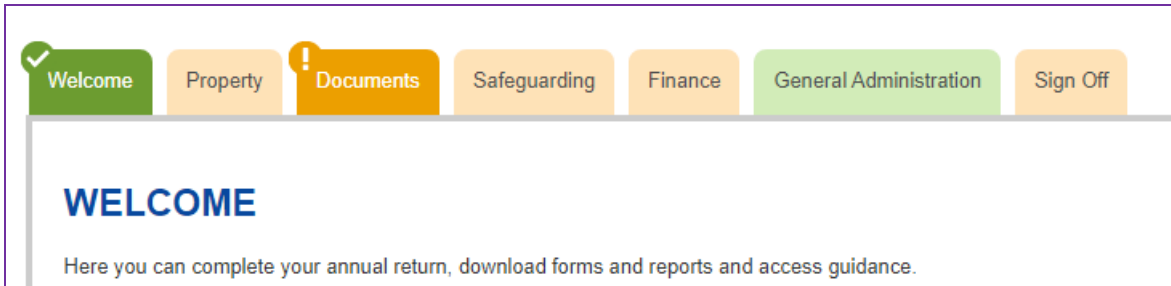 Welcome Property Documents Safeguarding Finance General Administration Sign Off
WELCOME
Here you can complete your annual return, download forms and reports and access guidance.